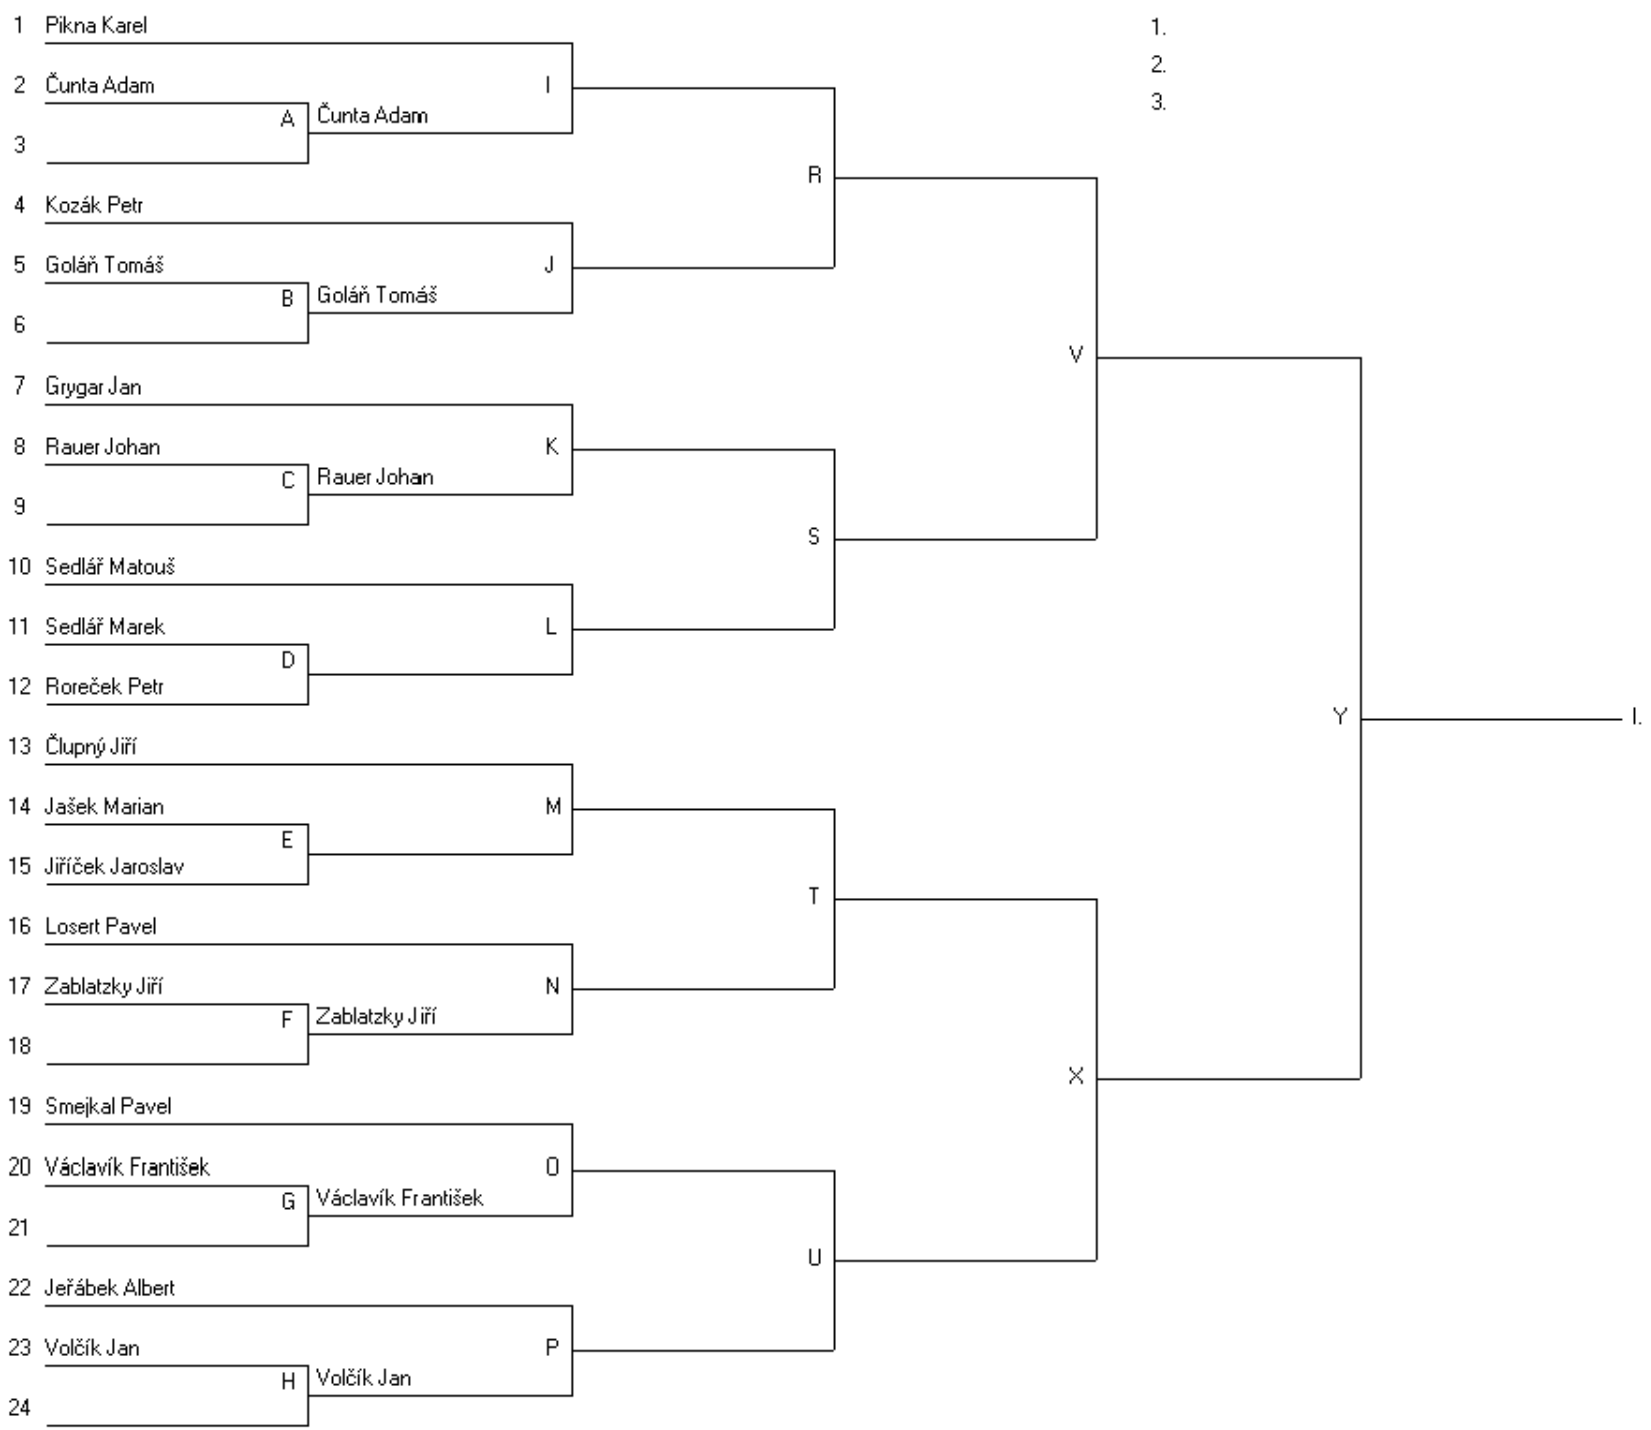 1 Pikna Karel
1.
2.
3.
2 Čunta Adam
I
A Čunta Adam
3
R
4 Kozák Petr
5 Goláň Tomáš
J
B Goláň Tomáš
6
V
7 Grygar Jan
8 Rauer Johan
K
C Rauer Johan
9
S
10 Sedlář Matouš
11 Sedlář Marek
L
D
12 Roreček Petr
Y I.
13 Člupný Jiří
14 Jašek Marian
M
E
15 Jiříček Jaroslav
T
16 Losert Pavel
17 Zablatzky Jiří
N
F Zablatzky Jiří
18
X
19 Smejkal Pavel
20 Václavík František
O
G Václavík František
21
U
22 Jeřábek Albert
23 Volčík Jan
P
H Volčík Jan
24